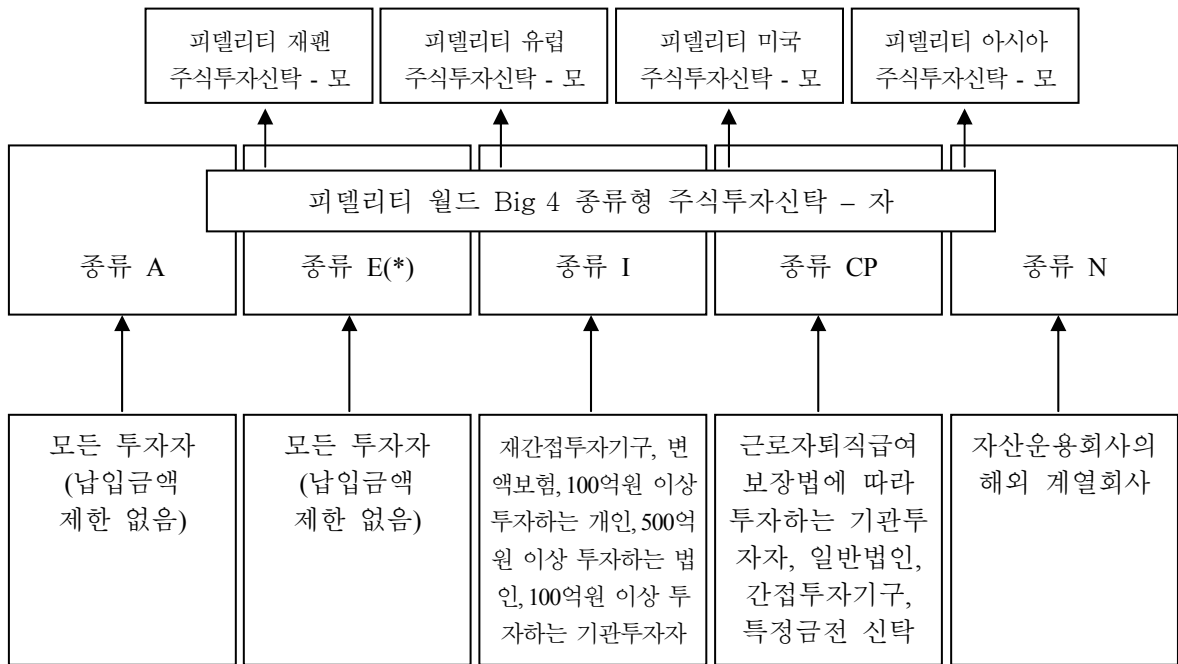 피델리티 재팬
주식투자신탁 - 모
피델리티 유럽
주식투자신탁 - 모
피델리티 미국
주식투자신탁 - 모
피델리티 아시아
주식투자신탁 - 모
피델리티 월드 Big 4 종류형 주식투자신탁 – 자
종류 A
종류 E(*)
종류 I
종류 CP
종류 N
모든 투자자
(납입금액
제한 없음)
모든 투자자
(납입금액
제한 없음)
재간접투자기구, 변
액보험, 100억원 이상
투자하는 개인, 500억
원 이상 투자하는 법
인, 100억원 이상 투
자하는 기관투자자
근로자퇴직급여
보장법에 따라
투자하는 기관투
자자, 일반법인,
간접투자기구,
특정금전 신탁
자산운용회사의
해외 계열회사